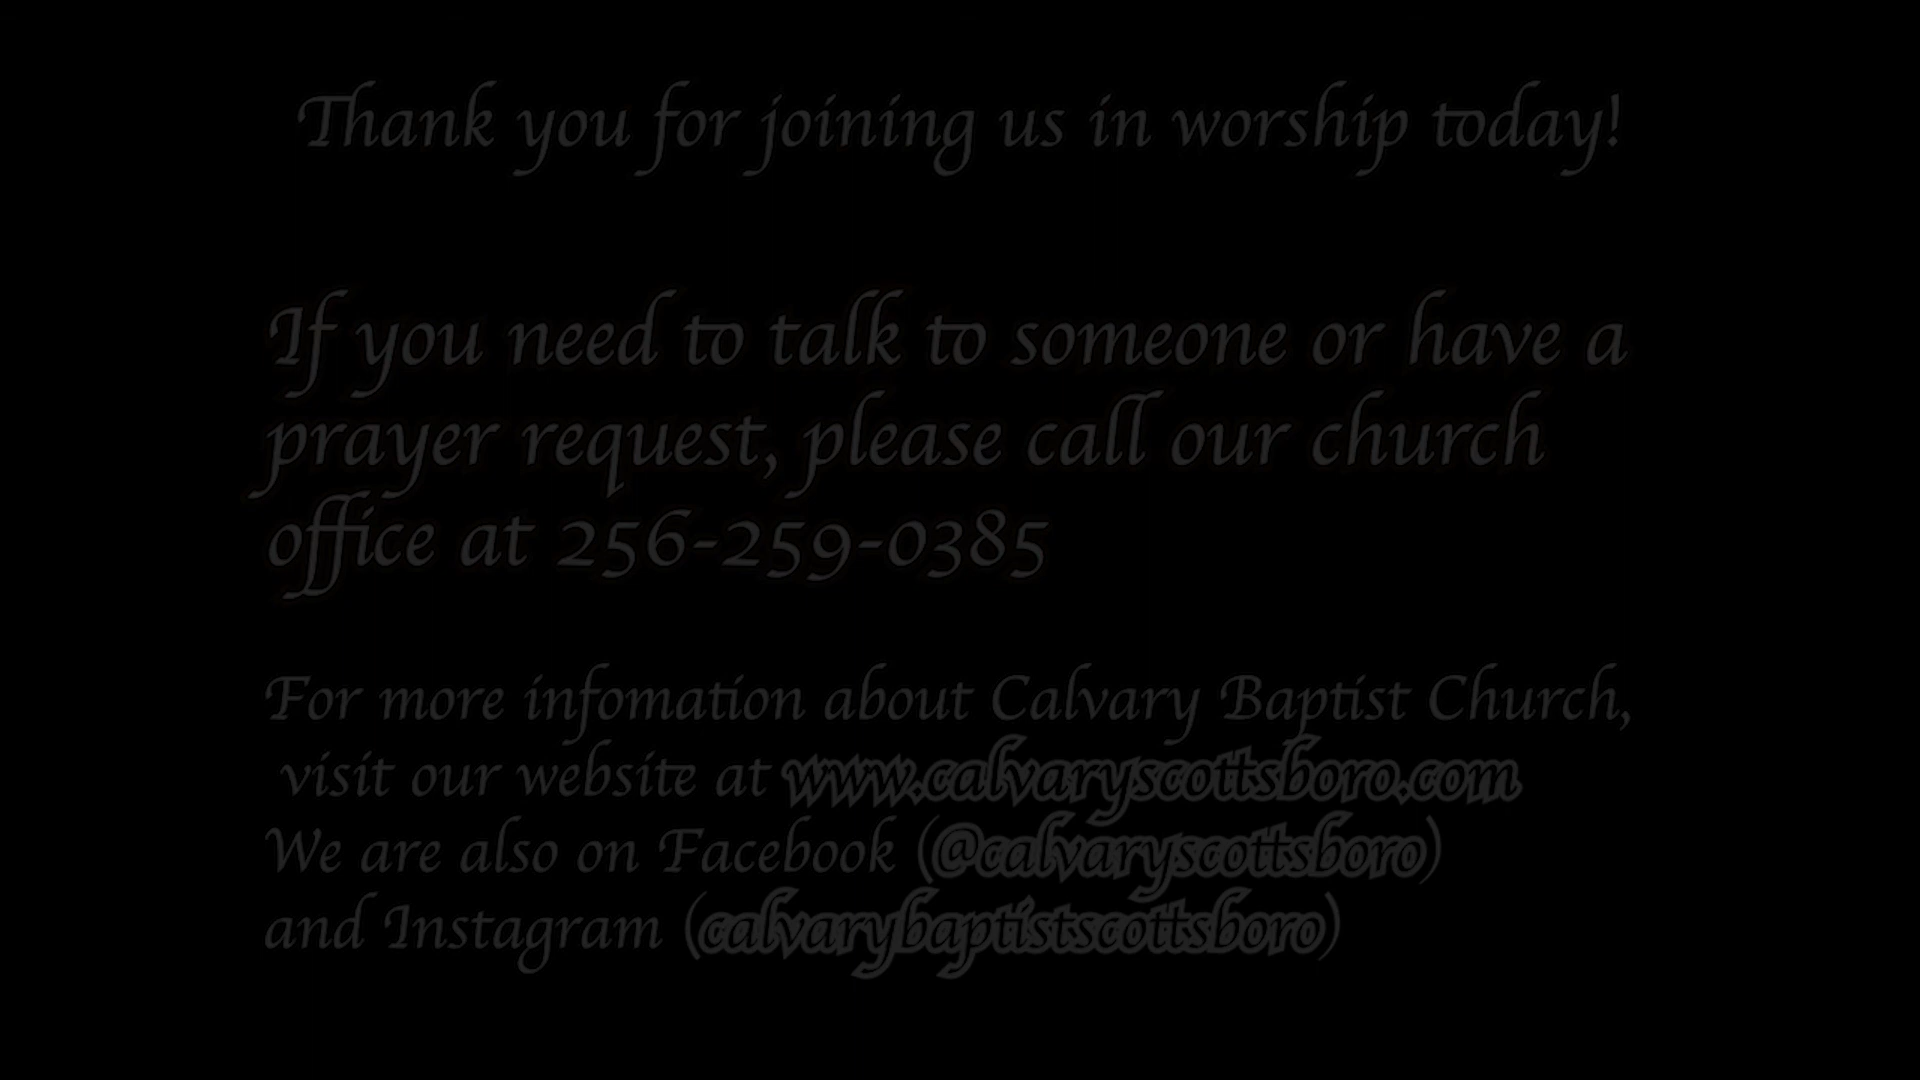 Thank you for joining us in worship today!
If you need to talk to someone or have a
prayer request, please call our church
office at 256-259-0385
For more infomation about Calvary Baptist Church,
visit our website at www.calvaryscottsboro.com
We are also on Facebook (@calvaryscottsboro)
and Instagram (calvarybaptistscottsboro)